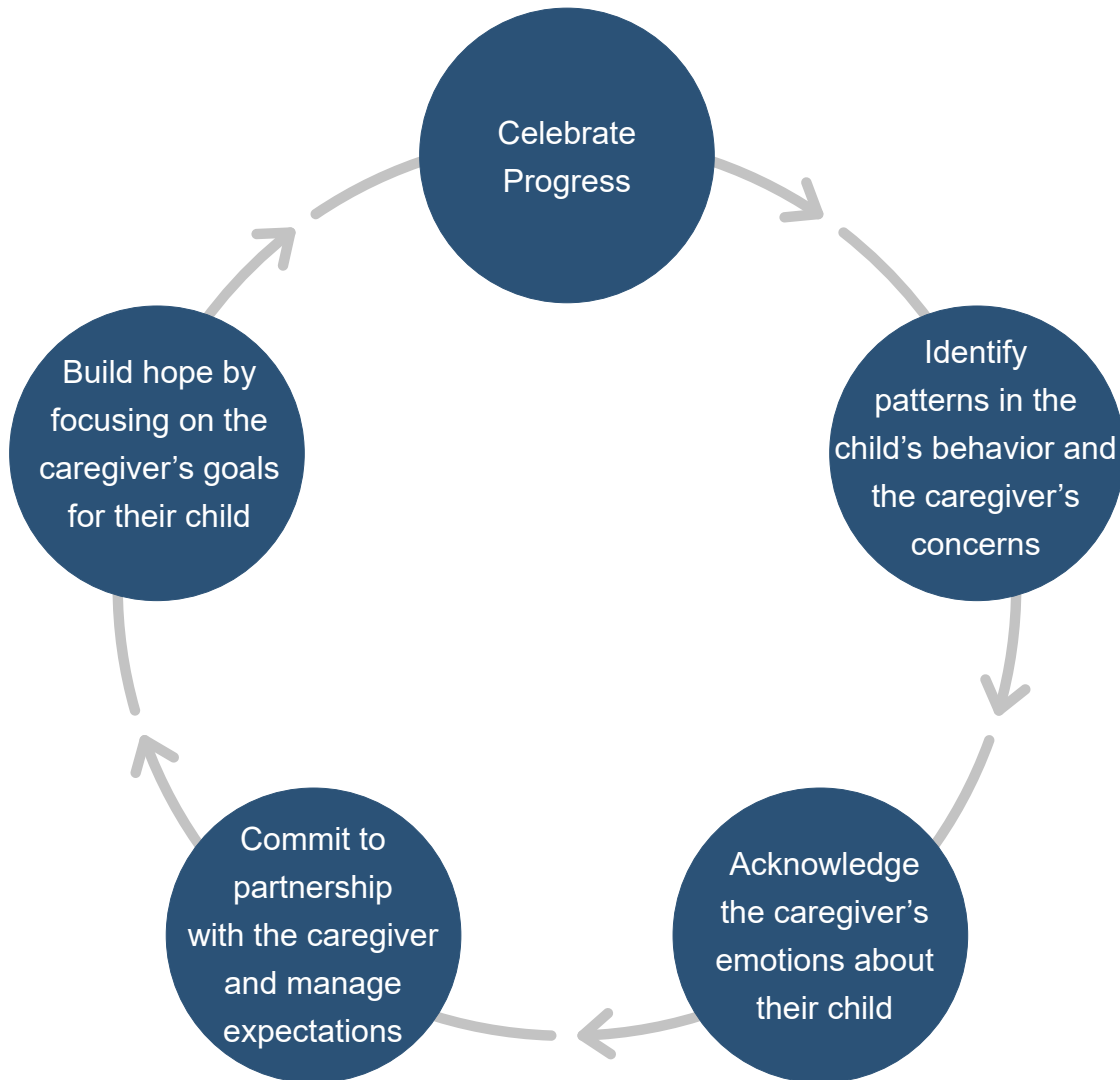 Celebrate
Progress
Identify
patterns in the
child’s behavior and
the caregiver’s
concerns
Acknowledge
the caregiver’s
emotions about
their child
Commit to
partnership
with the caregiver
and manage
expectations
Build hope by
focusing on the
caregiver’s goals
for their child